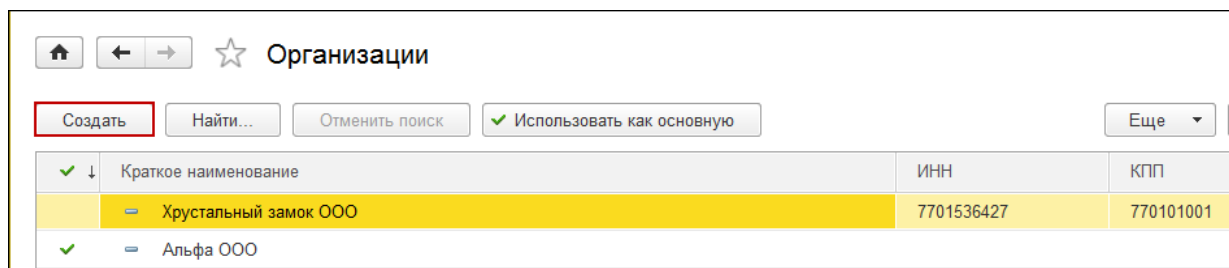 Организации
Создать Найти... Отменить поиск Использовать как основную Еще
Краткое наименование ИНН КПП
Хрустальный замок ООО 7701536427 770101001
Альфа ООО